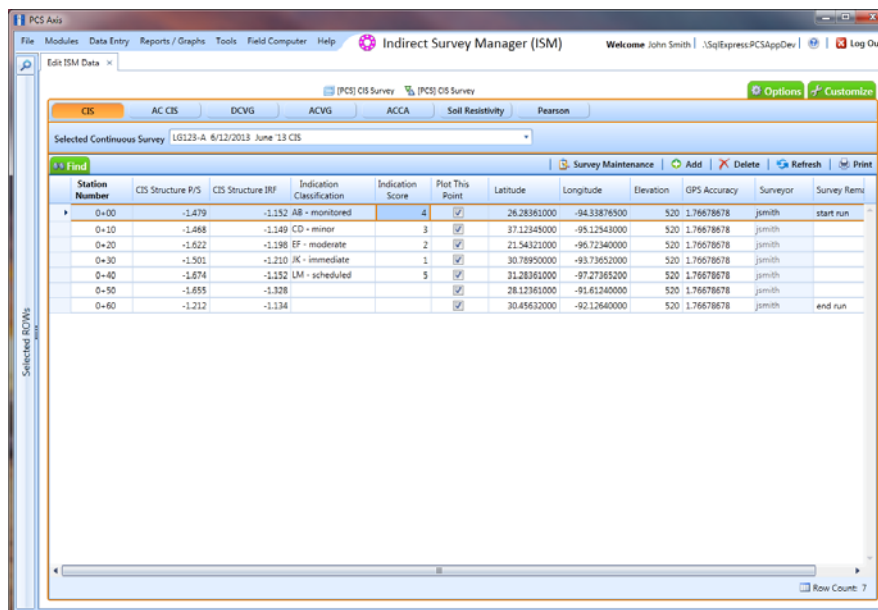 PCS Axis
File Modules Data Entry Reports / Graphs Tools Field Computer Help Indirect Survey Manager (ISM) Welcome John Smith .\SqlExpress:PCSAppDev Log Ou
Edit ISM Data ×
[PCS] CIS Survey [PCS] CIS Survey Options Customize
CIS AC CIS DCVG ACVG ACCA Soil Resistivity Pearson
Selected Continuous Survey LG123-A 6/12/2013 June '13 CIS
Find Survey Maintenance Add Delete Refresh Print
Station Number CIS Structure P/S CIS Structure IRF Indication Classification Indication Score Plot This Point Latitude Longitude Elevation GPS Accuracy Surveyor Survey Rema
0+00 -1.479 -1.152 AB - monitored 4 26.28361000 -94.33876500 520 1.76678678 jsmith start run
0+10 -1.468 -1.149 CD - minor 3 37.12345000 -95.12543000 520 1.76678678 jsmith
0+20 -1.622 -1.198 EF - moderate 2 21.54321000 -96.72340000 520 1.76678678 jsmith
0+30 -1.501 -1.210 JK - immediate 1 30.78950000 -93.73652000 520 1.76678678 jsmith
0+40 -1.674 -1.152 LM - scheduled 5 31.28361000 -97.27365200 520 1.76678678 jsmith
0+50 -1.655 -1.328 28.12361000 -91.61240000 520 1.76678678 jsmith
0+60 -1.212 -1.134 30.45632000 -92.12640000 520 1.76678678 jsmith end run
Selected ROWs
Row Count: 7